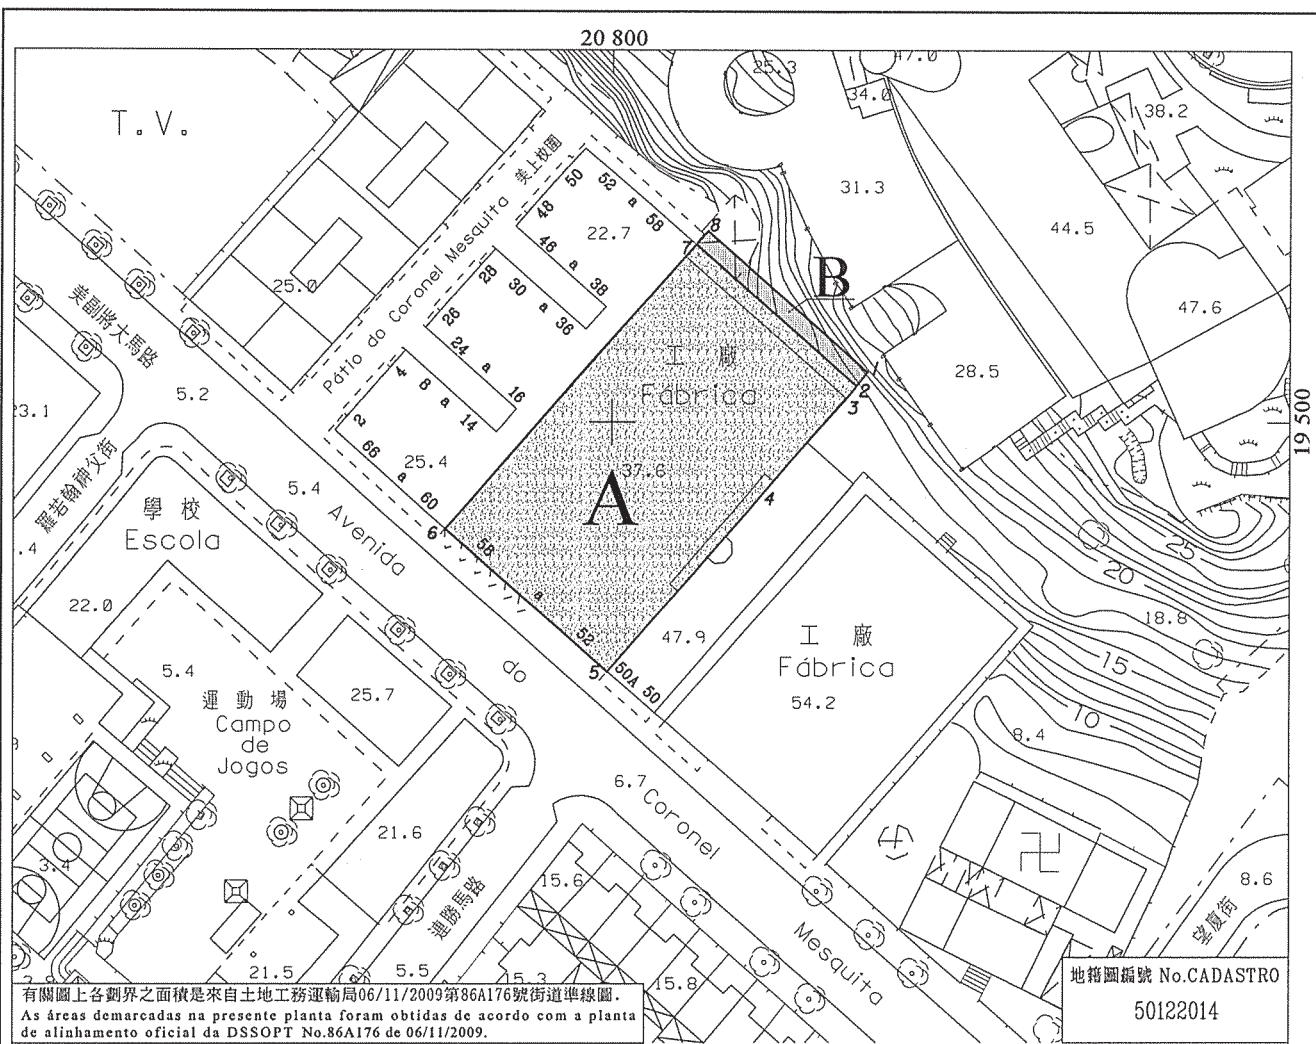 20 800
T.V.
25.3
47.0
34.0
38.2
31.3
44.5
47.6
28.5
19 500
25.0
美上校圍
Pátio do Coronel Mesquita
50
52 a 58
48
22.7
46 a 38
28
30 a 36
26
24 a 16
4
8 a 14
2
66 a 60
25.4
8
7
B
1
2
3
工 廠
Fábrica
37.6
A
4
6
58 a 52
5
50A 50
47.9
工 廠
Fábrica
54.2
25
20
18.8
15
10
8.4
美副將大馬路
5.2
23.1
羅若翰神父街
5.4
學 校
Escola
22.0
5.4
運 動 場
Campo
de
Jogos
25.7
Avenida
do
Coronel
Mesquita
6.7
21.6
3.4
連勝馬路
15.6
15.3
15.8
21.5
5.5
8.6
望廈街
有關圖上各劃界之面積是來自土地工務運輸局06/11/2009第86A176號街道準線圖.
As áreas demarcadas na presente planta foram obtidas de acordo com a planta
de alinhamento oficial da DSSOPT No.86A176 de 06/11/2009.
地籍圖編號 No.CADASTRO
50122014